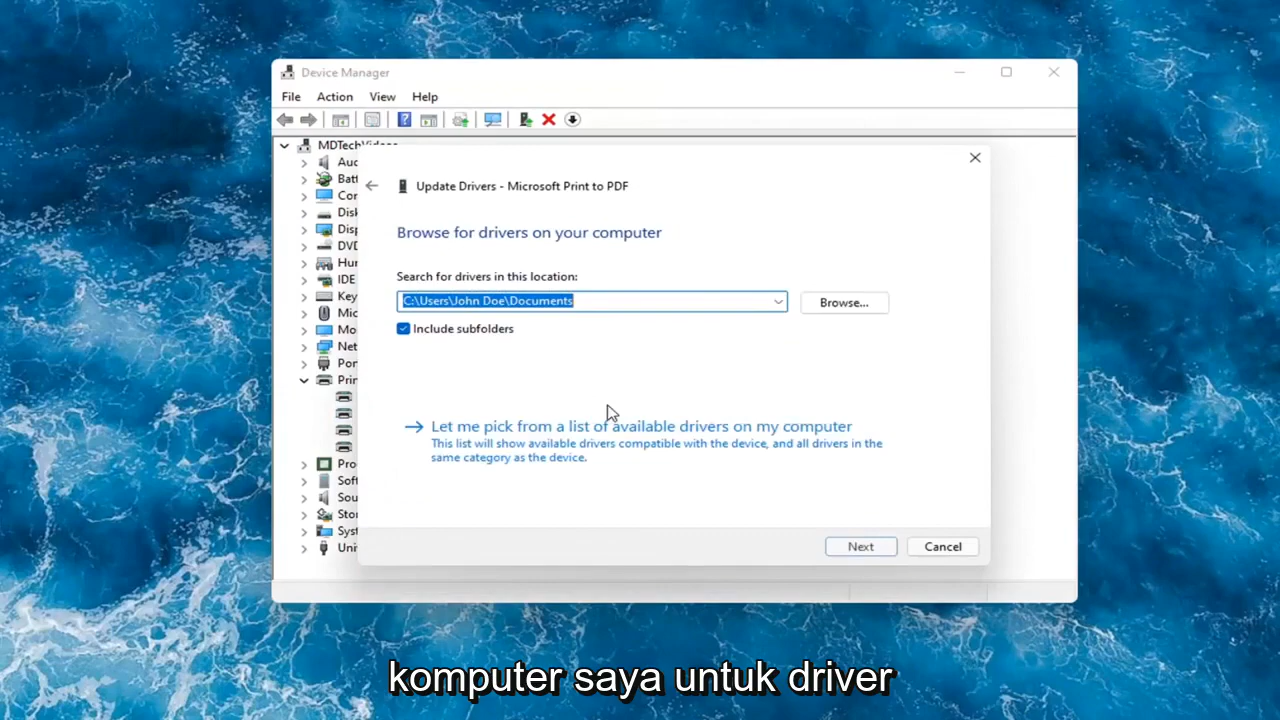 Device Manager
File Action View Help
MDTechVideos
Aud
Batt
Con
Disk
Disp
DVD
Hun
IDE
Key
Mic
Mo
Net
Port
Prin
Pro
Soft
Sou
Stor
Syst
Uni
Update Drivers - Microsoft Print to PDF
Browse for drivers on your computer
Search for drivers in this location:
C:\Users\John Doe\Documents
Browse...
Include subfolders
Let me pick from a list of available drivers on my computer
This list will show available drivers compatible with the device, and all drivers in the
same category as the device.
Next Cancel
komputer saya untuk driver